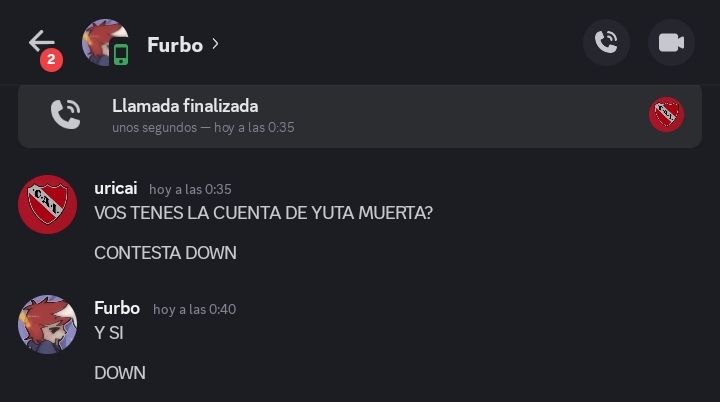 2
Furbo
Llamada finalizada
unos segundos — hoy a las 0:35
uricai hoy a las 0:35
VOS TENES LA CUENTA DE YUTA MUERTA?
CONTESTA DOWN
Furbo hoy a las 0:40
Y SI
DOWN